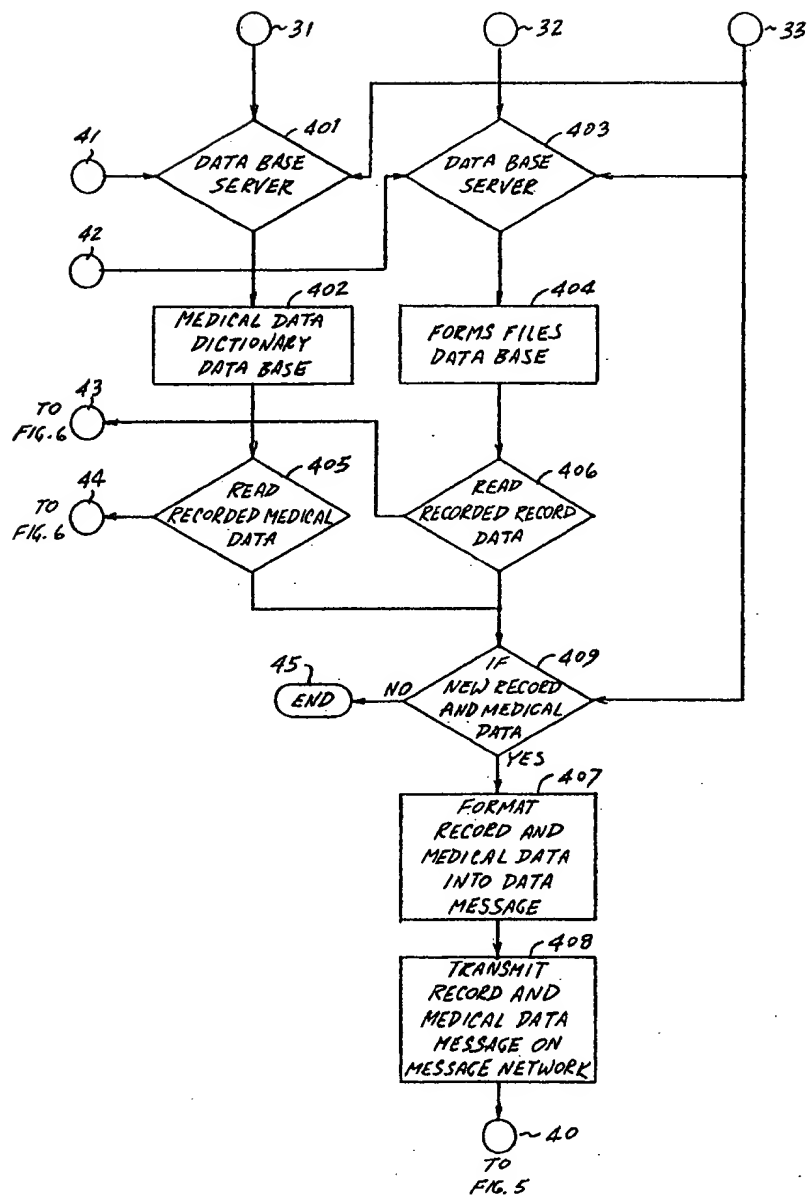 31
32
33
401
403
41
DATA BASE
SERVER
DATA BASE
SERVER
42
402
404
MEDICAL DATA
DICTIONARY
DATA BASE
FORMS FILES
DATA BASE
43
TO
FIG. 6
405
406
44
TO
FIG. 6
READ
RECORDED MEDICAL
DATA
READ
RECORDED RECORD
DATA
409
45
END
NO
IF
NEW RECORD
AND MEDICAL
DATA
YES
407
FORMAT
RECORD AND
MEDICAL DATA
INTO DATA
MESSAGE
408
TRANSMIT
RECORD AND
MEDICAL DATA
MESSAGE ON
MESSAGE NETWORK
40
TO
FIG. 5